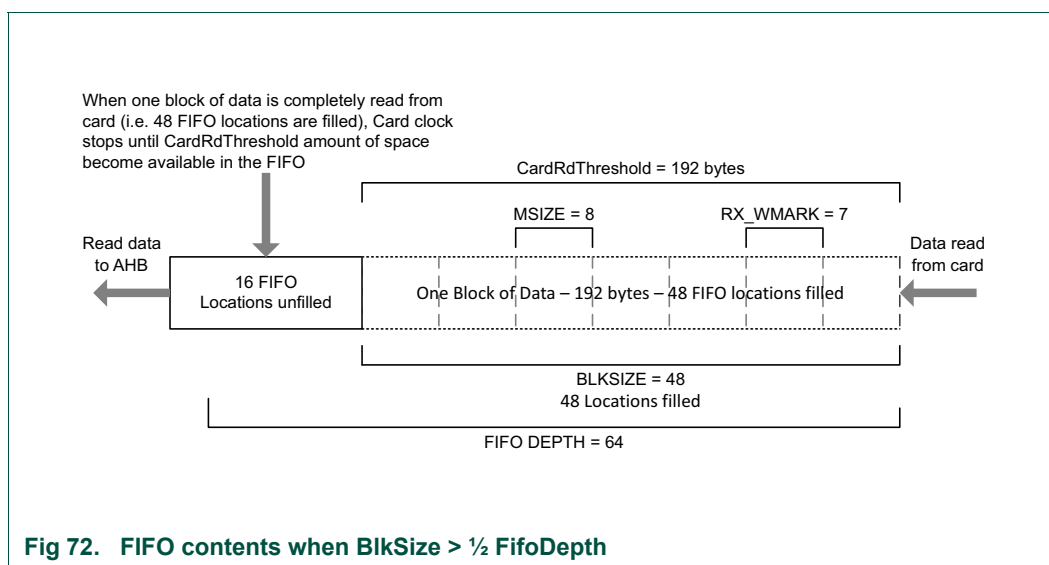 When one block of data is completely read from
card (i.e. 48 FIFO locations are filled), Card clock
stops until CardRdThreshold amount of space
become available in the FIFO
CardRdThreshold = 192 bytes
MSIZE = 8
RX_WMARK = 7
Read data
to AHB
16 FIFO
Locations unfilled
One Block of Data – 192 bytes – 48 FIFO locations filled
Data read
from card
BLKSIZE = 48
48 Locations filled
FIFO DEPTH = 64
Fig 72. FIFO contents when BlkSize > ½ FifoDepth